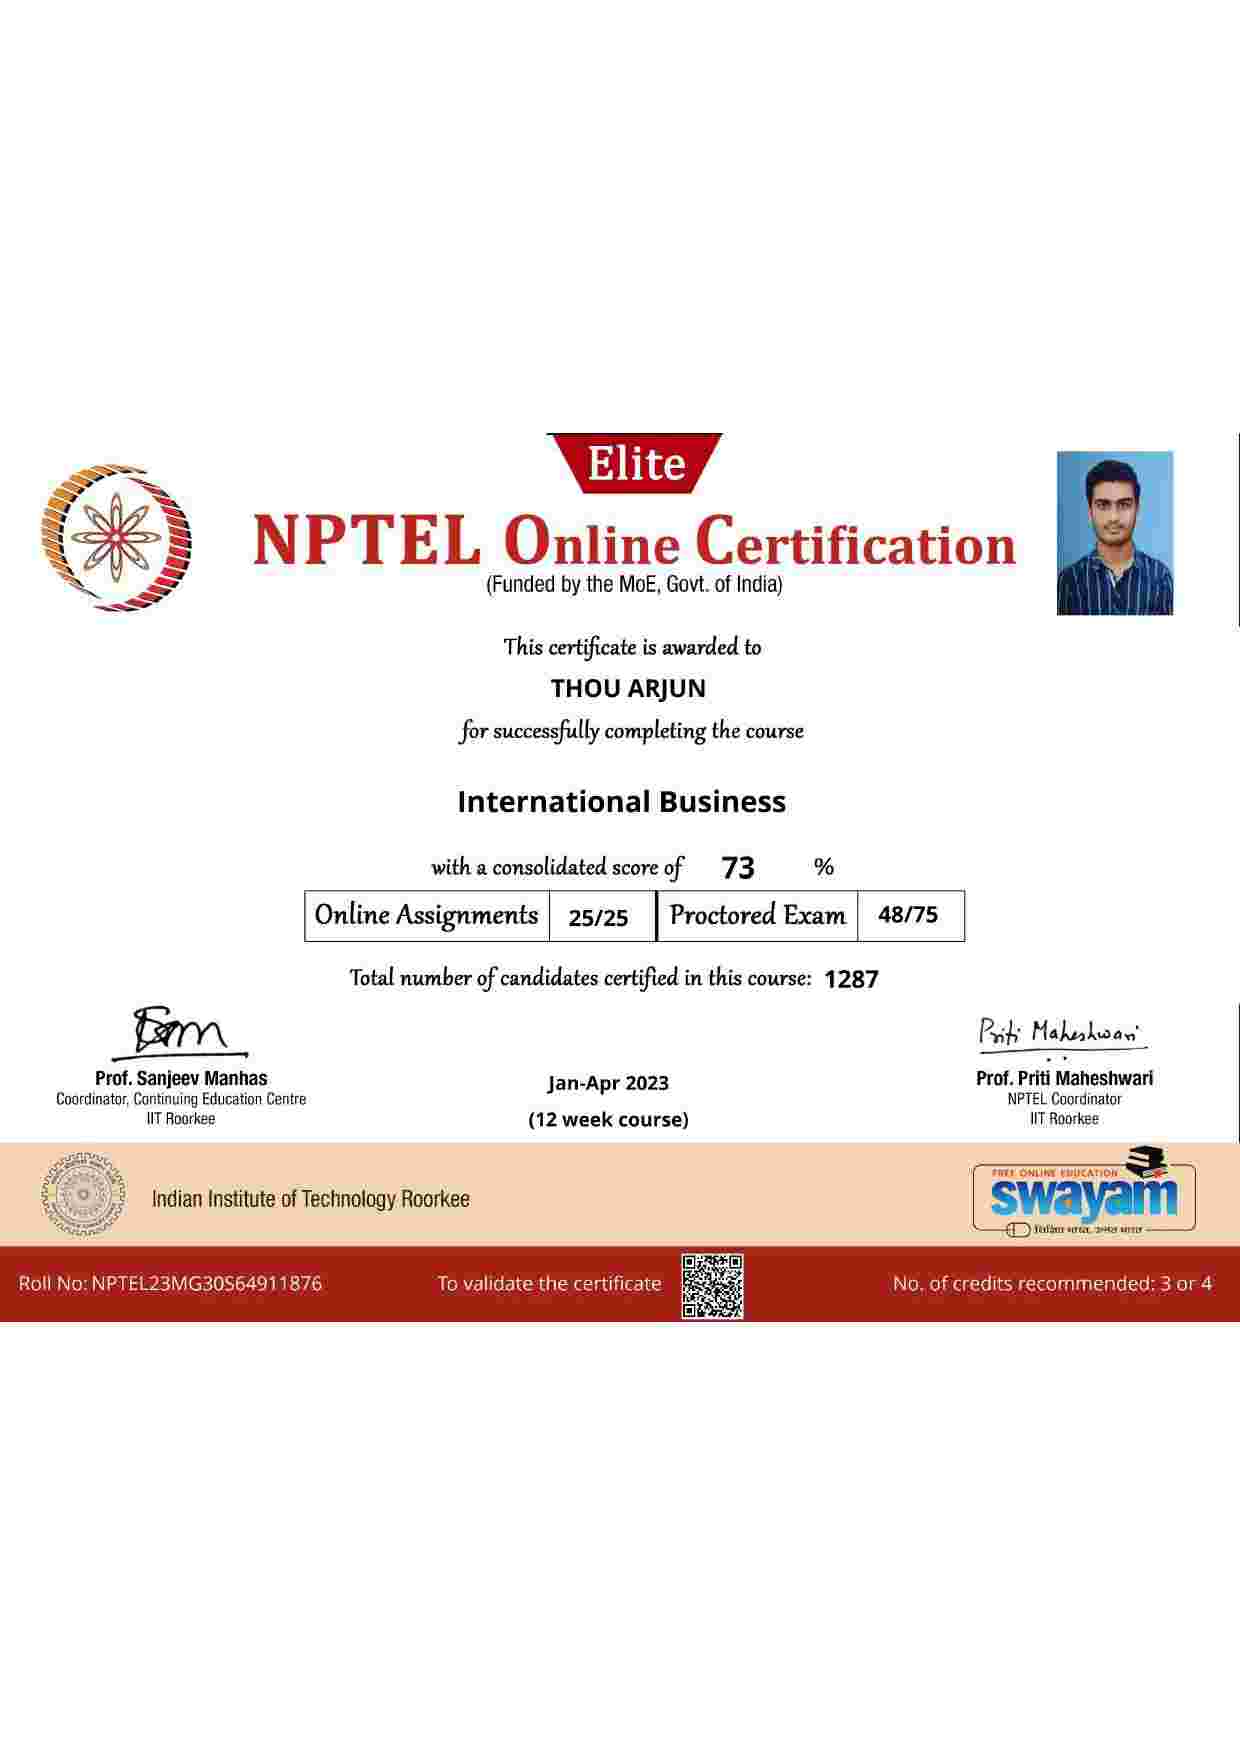 Elite
NPTEL Online Certification
(Funded by the MoE, Govt. of India)
This certificate is awarded to
THOU ARJUN
for successfully completing the course
International Business
with a consolidated score of 73 %
Online Assignments 25/25 Proctored Exam 48/75
Total number of candidates certified in this course: 1287
Priti Maheshwari
Prof. Sanjeev Manhas
Coordinator, Continuing Education Centre
IIT Roorkee
Jan-Apr 2023
(12 week course)
Prof. Priti Maheshwari
NPTEL Coordinator
IIT Roorkee
Indian Institute of Technology Roorkee
FREE ONLINE EDUCATION
swayam
शिक्षित भारत, उन्नत भारत
Roll No: NPTEL23MG30S64911876
To validate the certificate
No. of credits recommended: 3 or 4